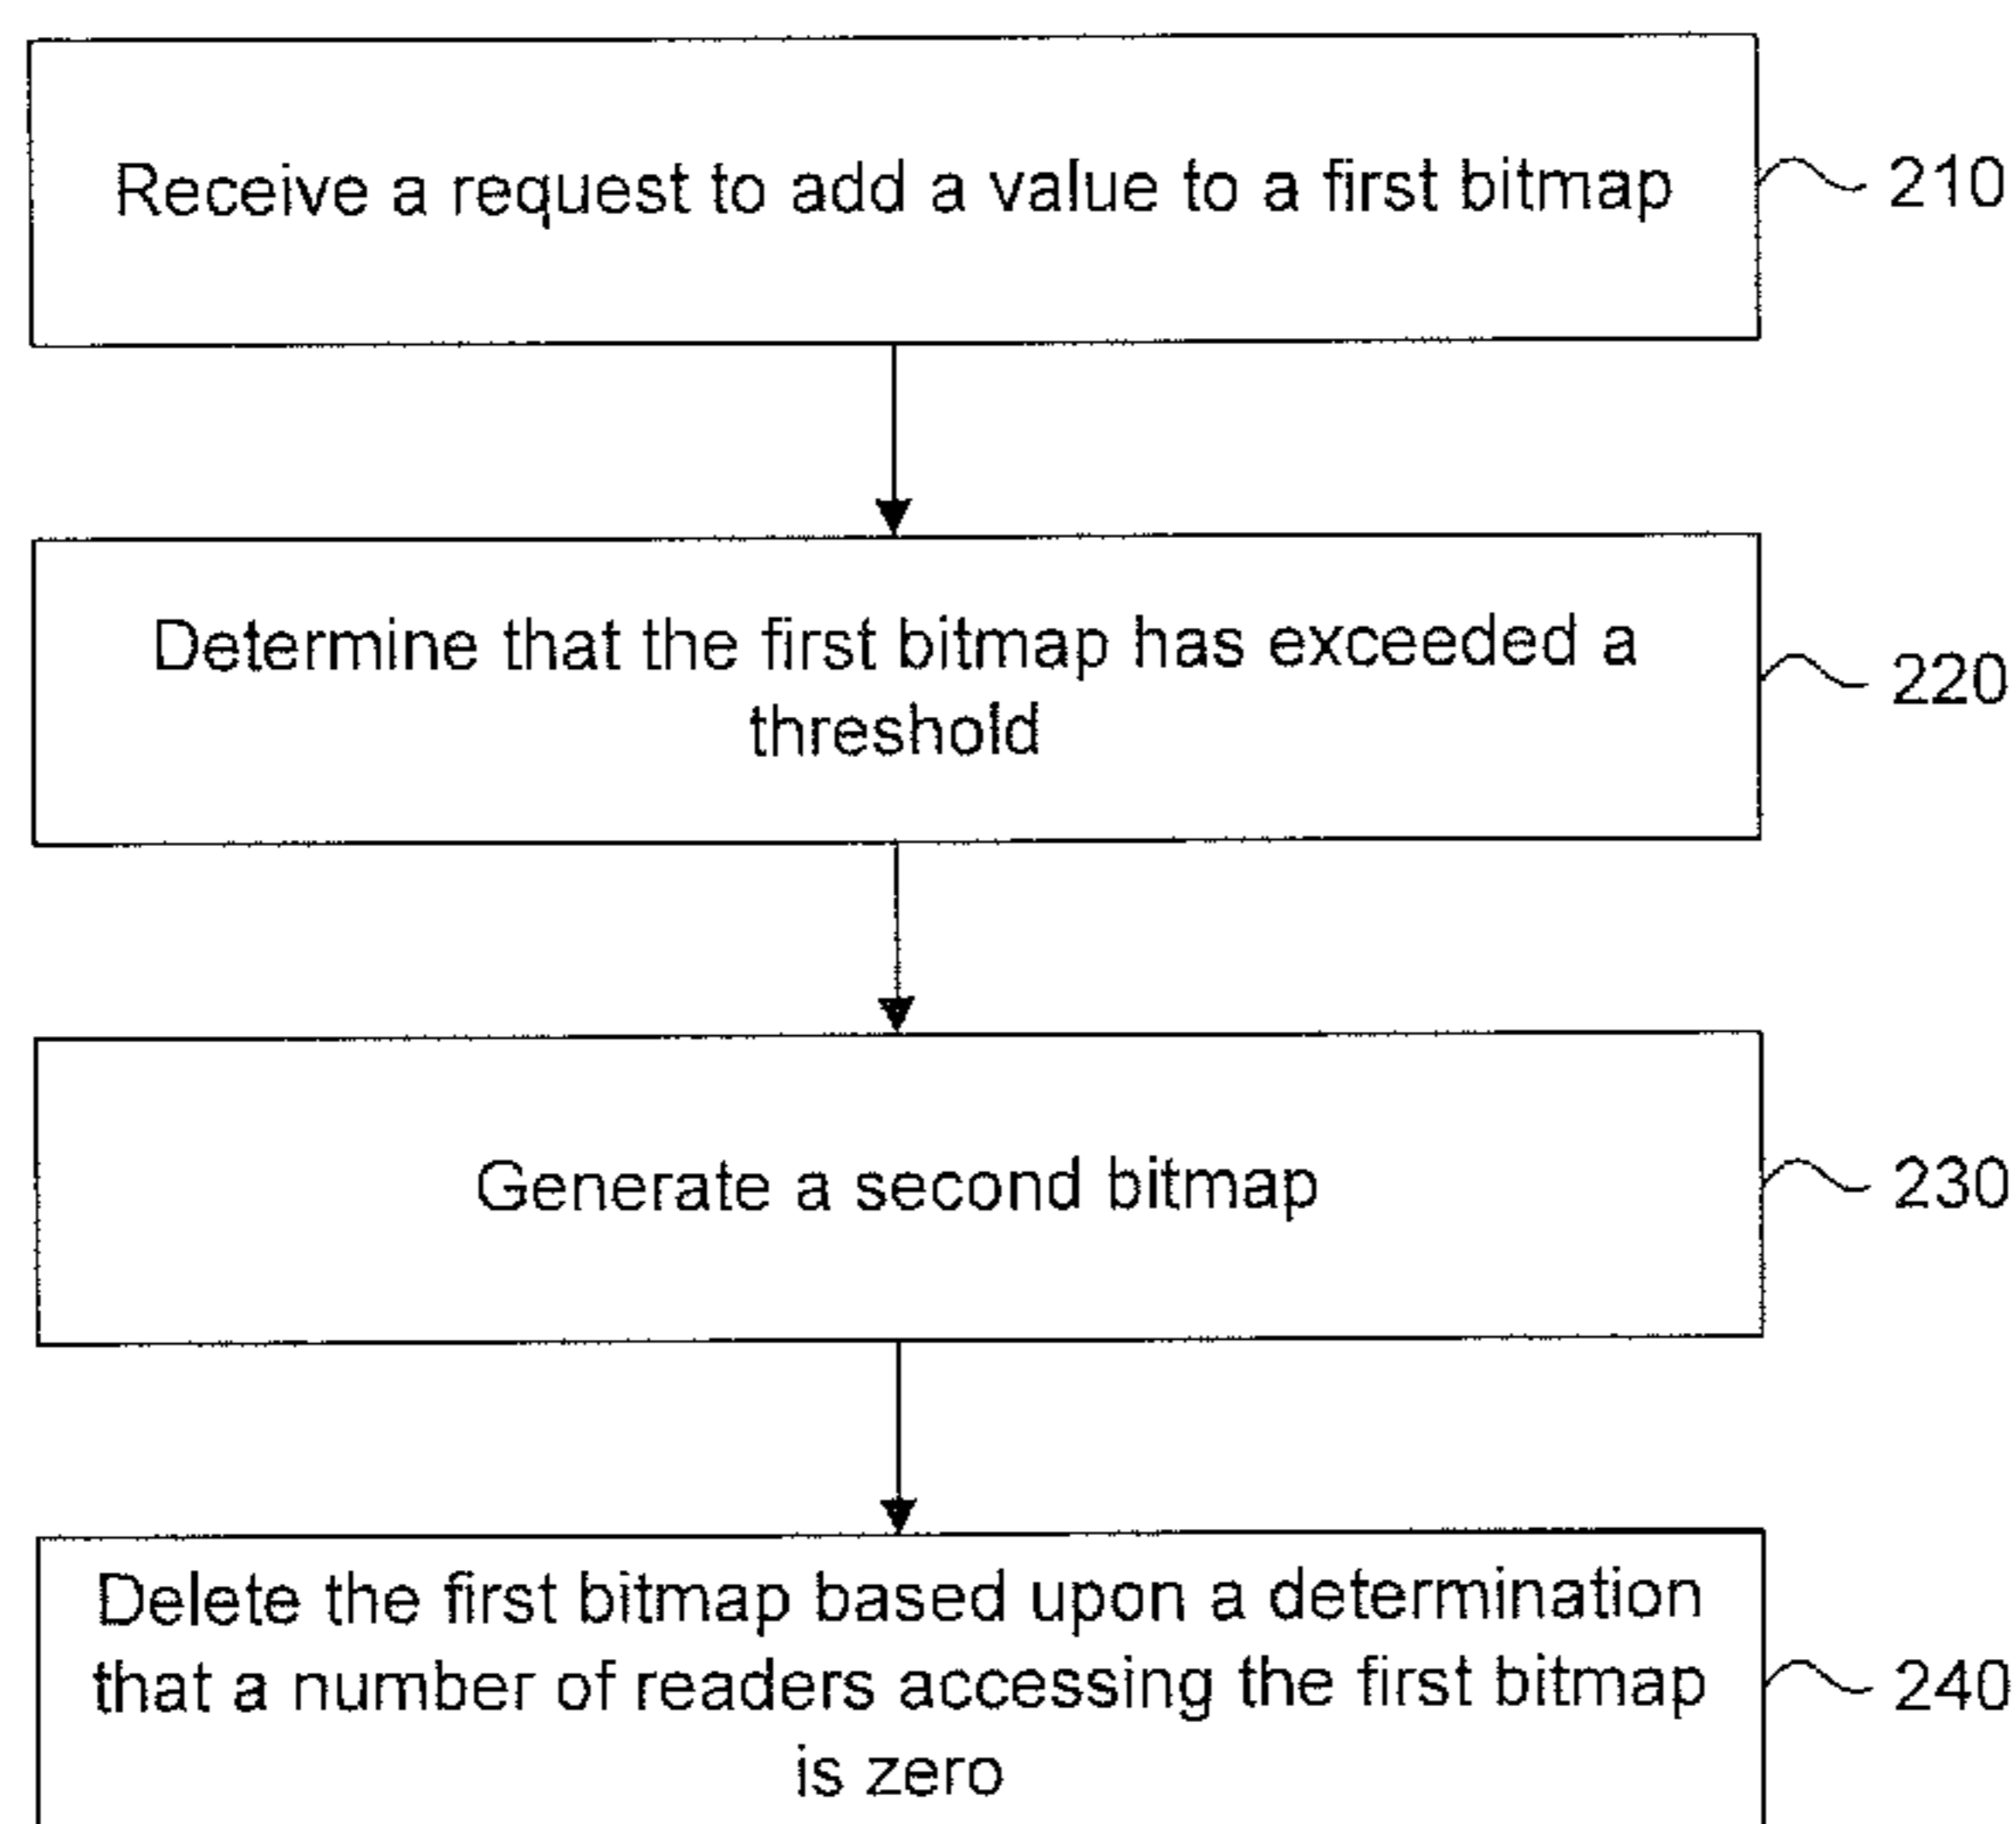 Receive a request to add a value to a first bitmap
210
Determine that the first bitmap has exceeded a
threshold
220
Generate a second bitmap
230
Delete the first bitmap based upon a determination
that a number of readers accessing the first bitmap
is zero
240